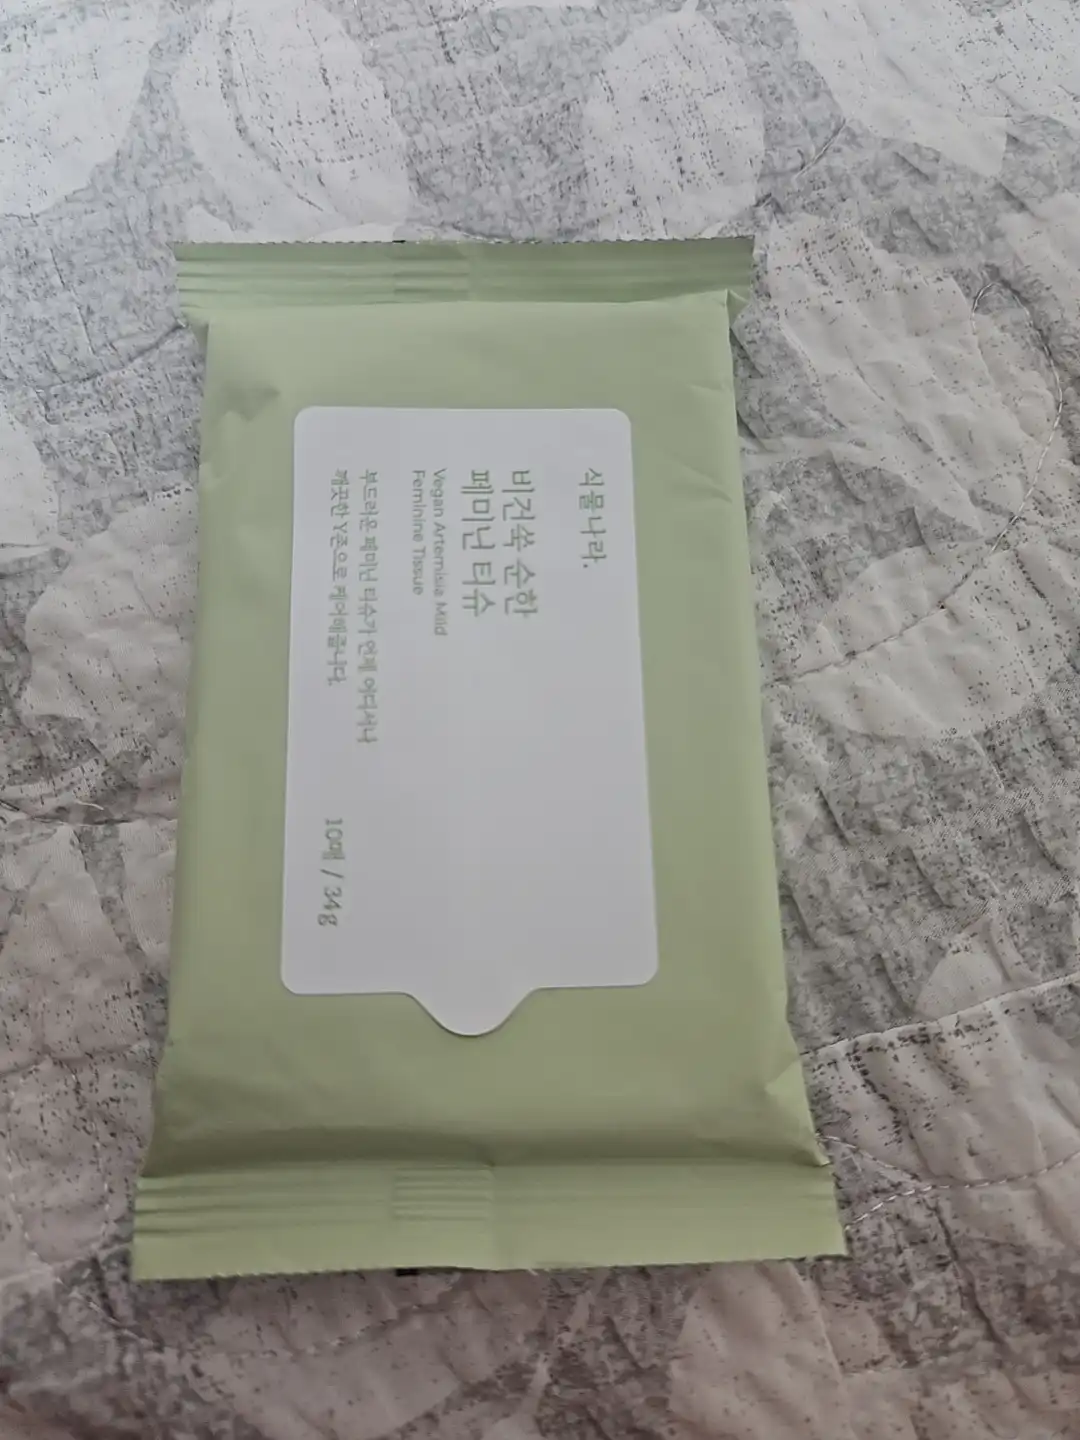 식물나라.
비건쑥 순한
페미닌 티슈
Vegan Artemisia Mild
Feminine Tissue
부드러운 페미닌 티슈가 언제 어디서나
깨끗한 Y존으로 케어해줍니다.
10매 / 34g